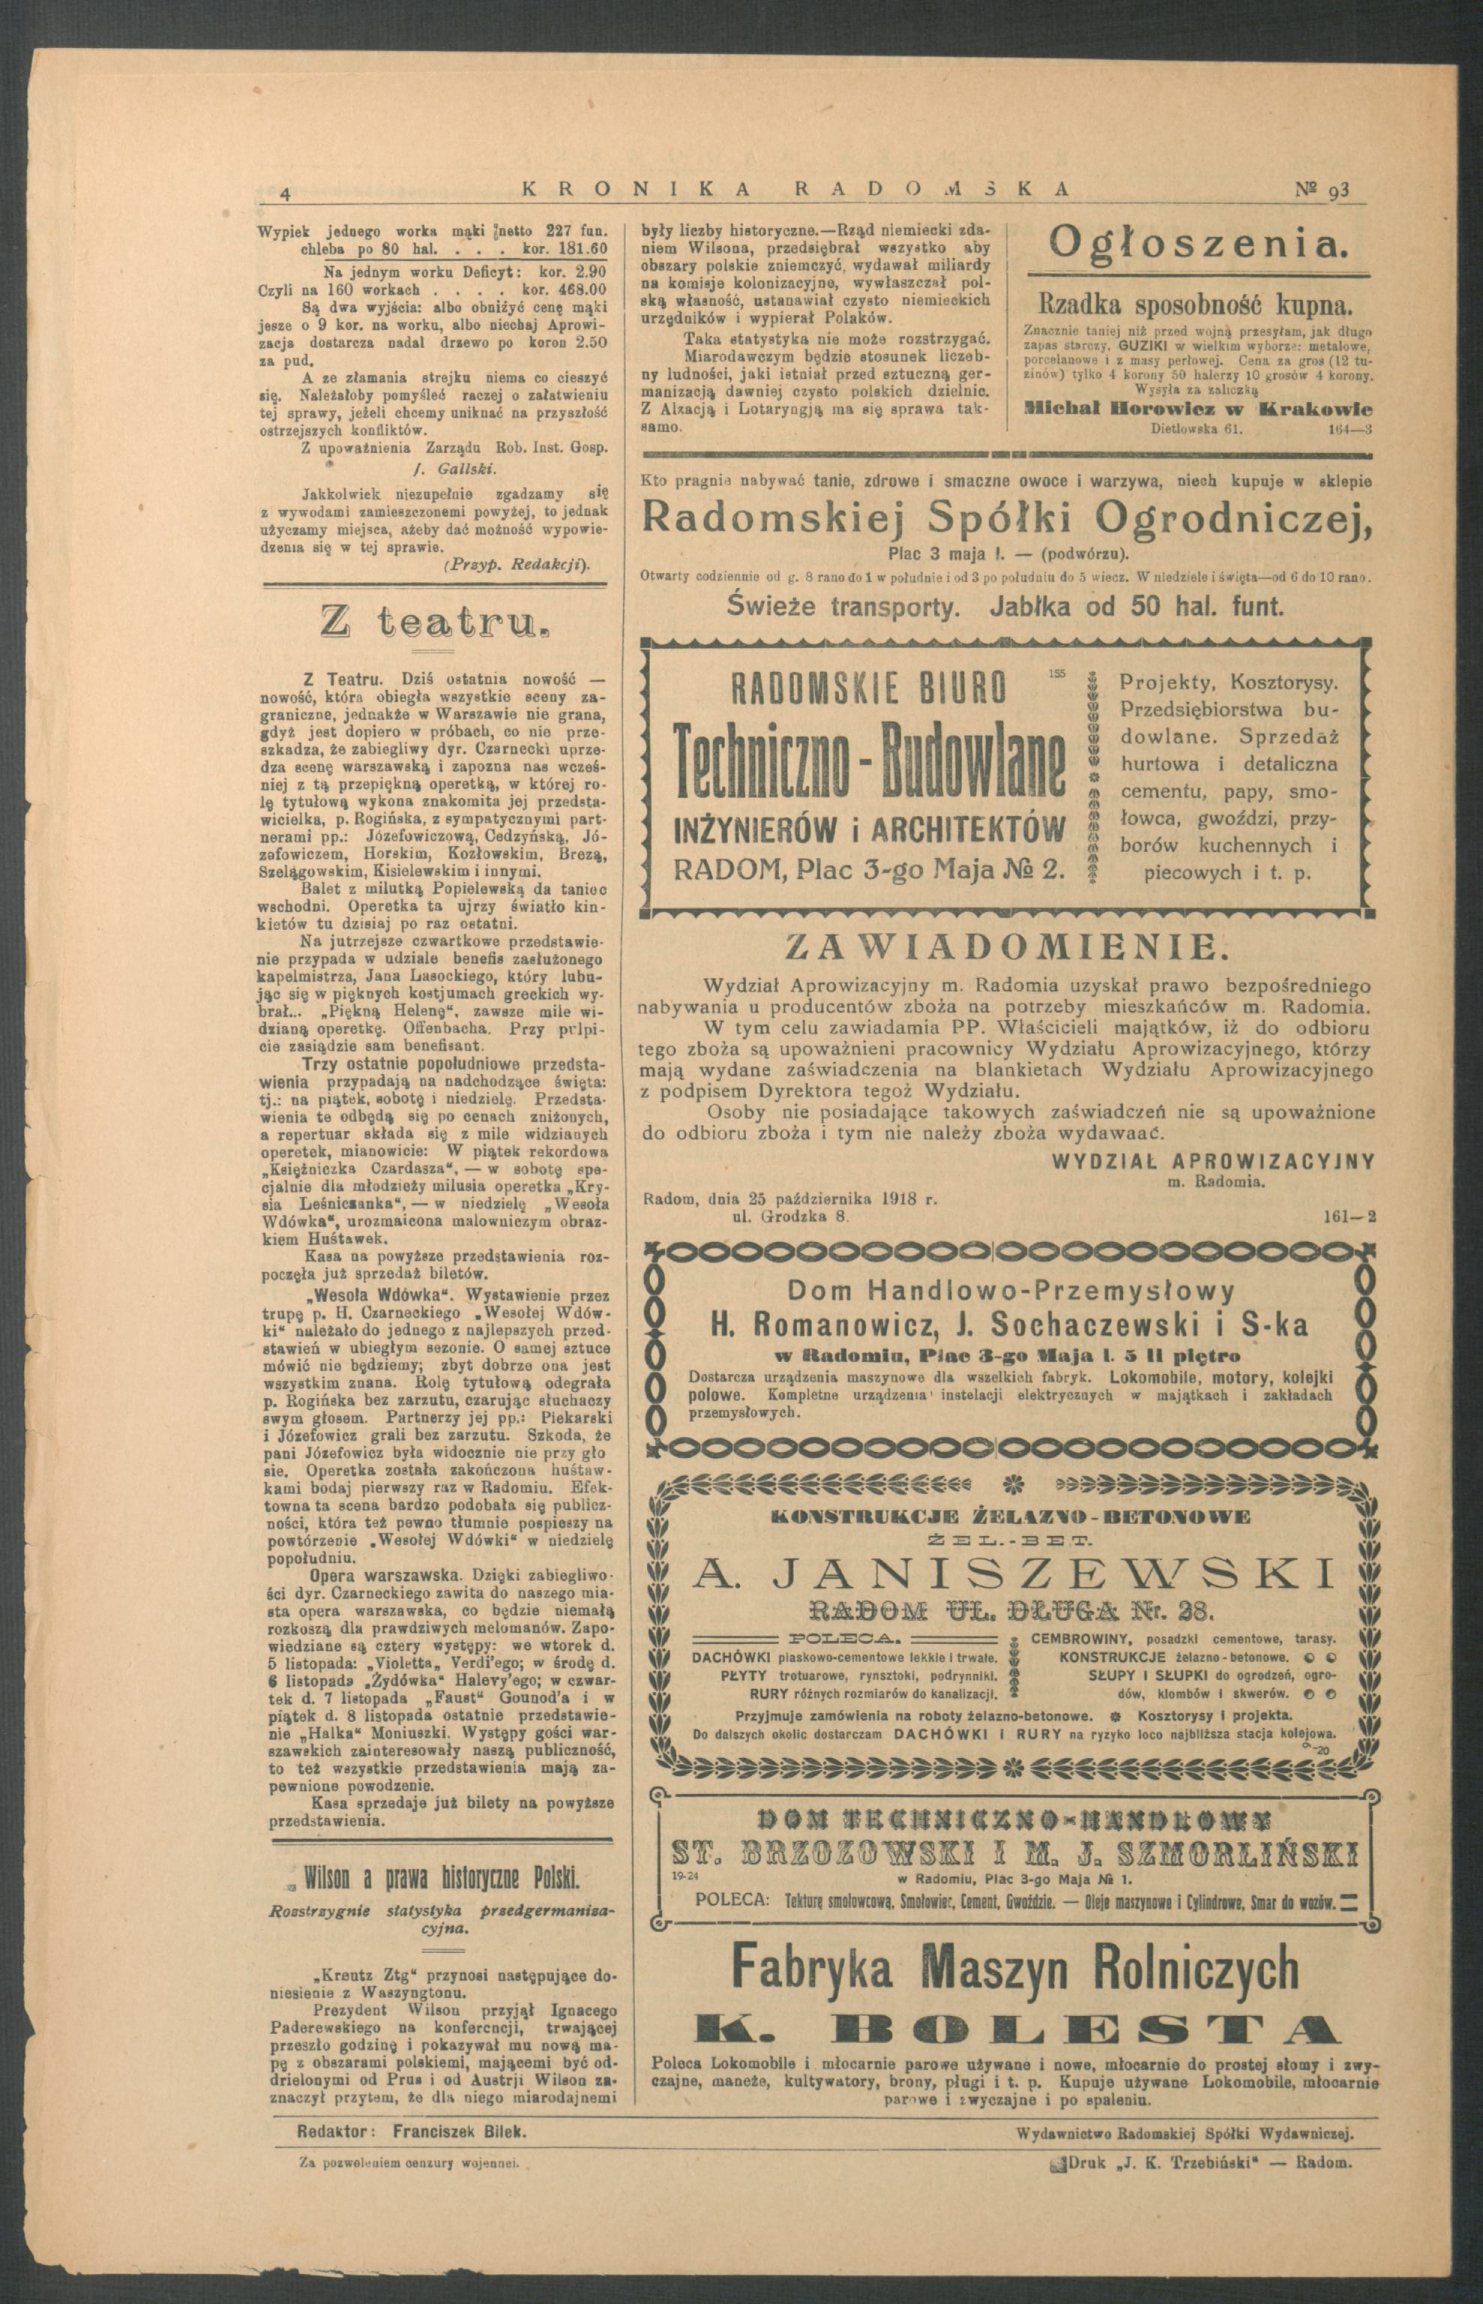 4
KRONIKA RADOMSKA
№ 93
Wypiek jednego worka mąki netto 227 fun.
chleba po 80 hal. . . . kor. 181.60
Na jednym worku Deficyt: kor. 2.90
Czyli na 160 workach . . . . kor. 468.00
Są dwa wyjścia: albo obniżyć cenę mąki
jesze o 9 kor. na worku, albo niechaj Aprowi-
zacja dostarcza nadal drzewo po koron 2.50
za pud.
A ze złamania strejku niema co cieszyć
się. Należałoby pomyśleć raczej o załatwieniu
tej sprawy, jeżeli chcemy uniknać na przyszłość
ostrzejszych konfliktów.
Z upoważnienia Zarządu Rob. Inst. Gosp.
J. Gallski.
Jakkolwiek niezupełnie zgadzamy się
z wywodami zamieszczonemi powyżej, to jednak
użyczamy miejsca, ażeby dać możność wypowie-
dzenia się w tej sprawie.
(Przyp. Redakcji).
Z teatru.
Z Teatru. Dziś ostatnia nowość —
nowość, która obiegła wszystkie sceny za-
graniczne, jednakże w Warszawie nie grana,
gdyż jest dopiero w próbach, co nie prze-
szkadza, że zabiegliwy dyr. Czarnecki uprze-
dza scenę warszawską i zapozna nas wcześ-
niej z tą przepiękną operetką, w której ro-
lę tytułową wykona znakomita jej przedsta-
wicielka, p. Rogińska, z sympatycznymi part-
nerami pp.: Józefowiczową, Cedzyńską, Jó-
zefowiczem, Horskim, Kozłowskim, Brezą,
Szelągowskim, Kisielewskim i innymi.
Balet z milutką Popielewską da taniec
wschodni. Operetka ta ujrzy światło kin-
kietów tu dzisiaj po raz ostatni.
Na jutrzejsze czwartkowe przedstawie-
nie przypada w udziale benefis zasłużonego
kapelmistrza, Jana Lasockiego, który lubu-
jąc się w pięknych kostjumach greckich wy-
brał... „Piękną Helenę", zawsze mile wi-
dzianą operetkę. Offenbacha. Przy pulpi-
cie zasiądzie sam benefisant.
Trzy ostatnie popołudniowe przedsta-
wienia przypadają na nadchodzące święta:
tj.: na piątek, sobotę i niedzielę. Przedsta-
wienia te odbędą się po cenach zniżonych,
a repertuar składa się z mile widzianych
operetek, mianowicie: W piątek rekordowa
„Księżniczka Czardasza", — w sobotę spe-
cjalnie dla młodzieży milusia operetka „Kry-
sia Leśniczanka", — w niedzielę „Wesoła
Wdówka", urozmaicona malowniczym obraz-
kiem Huśtawek.
Kasa na powyższe przedstawienia roz-
poczęła już sprzedaż biletów.
„Wesoła Wdówka". Wystawienie przez
trupę p. H. Czarneckiego „Wesołej Wdów-
ki" należało do jednego z najlepszych przed-
stawień w ubiegłym sezonie. O samej sztuce
mówić nie będziemy; zbyt dobrze ona jest
wszystkim znana. Rolę tytułową odegrała
p. Rogińska bez zarzutu, czarując słuchaczy
swym głosem. Partnerzy jej pp.: Piekarski
i Józefowicz grali bez zarzutu. Szkoda, że
pani Józefowicz była widocznie nie przy gło
sie. Operetka została zakończona huśtaw-
kami bodaj pierwszy raz w Radomiu. Efek-
towna ta scena bardzo podobała się publicz-
ności, która też pewno tłumnie pospieszy na
powtórzenie „Wesołej Wdówki" w niedzielę
popołudniu.
Opera warszawska. Dzięki zabiegliwo-
ści dyr. Czarneckiego zawita do naszego mia-
sta opera warszawska, co będzie niemałą
rozkoszą dla prawdziwych melomanów. Zapo-
wiedziane są cztery występy: we wtorek d.
5 listopada: „Violetta„ Verdi'ego; w środę d.
6 listopada „Żydówka" Halevy'ego; w czwar-
tek d. 7 listopada „Faust" Gounod'a i w
piątek d. 8 listopada ostatnie przedstawie-
nie „Halka" Moniuszki. Występy gości war-
szawskich zainteresowały naszą publiczność,
to też wszystkie przedstawienia mają za-
pewnione powodzenie.
Kasa sprzedaje już bilety na powyższe
przedstawienia.
Wilson a prawa historyczne Polski.
Rozstrzygnie statystyka przedgermaniza-
cyjna.
„Kreutz Ztg" przynosi następujące do-
niesienie z Waszyngtonu.
Prezydent Wilson przyjął Ignacego
Paderewskiego na konferencji, trwającej
przeszło godzinę i pokazywał mu nową ma-
pę z obszarami polskiemi, mającemi być od-
dzielonymi od Prus i od Austrji Wilson za-
znaczył przytem, że dla niego miarodajnemi
były liczby historyczne.—Rząd niemiecki zda-
niem Wilsona, przedsiębrał wszystko aby
obszary polskie zniemczyć, wydawał miliardy
na komisje kolonizacyjne, wywłaszczał pol-
ską własność, ustanawiał czysto niemieckich
urzędników i wypierał Polaków.
Taka statystyka nie może rozstrzygać.
Miarodawczym będzie stosunek liczeb-
ny ludności, jaki istniał przed sztuczną ger-
manizacją dawniej czysto polskich dzielnic.
Z Alzacją i Lotaryngją ma się sprawa tak-
samo.
Ogłoszenia.
Rzadka sposobność kupna.
Znacznie taniej niż przed wojną przesyłam, jak długo
zapas starczy, GUZIKI w wielkim wyborze: metalowe,
porcelanowe i z masy perłowej. Cena za gros (12 tu-
zinów) tylko 4 korony 50 halerzy 10 grosów 4 korony.
Wysyła za zaliczką
Michał Horowicz w Krakowie
Dietlowska 61. 164—3
Kto pragnie nabywać tanie, zdrowe i smaczne owoce i warzywa, niech kupuje w sklepie
Radomskiej Spółki Ogrodniczej,
Plac 3 maja 1. — (podwórzu).
Otwarty codziennie od g. 8 rano do 1 w południe i od 3 po południu do 5 wiecz. W niedziele i święta—od 6 do 10 rano.
Świeże transporty. Jabłka od 50 hal. funt.
RADOMSKIE BIURO 155
Techniczno-Budowlane
INŻYNIERÓW i ARCHITEKTÓW
RADOM, Plac 3-go Maja № 2.
Projekty, Kosztorysy.
Przedsiębiorstwa bu-
dowlane. Sprzedaż
hurtowa i detaliczna
cementu, papy, smo-
łowca, gwoździ, przy-
borów kuchennych i
piecowych i t. p.
ZAWIADOMIENIE.
Wydział Aprowizacyjny m. Radomia uzyskał prawo bezpośredniego
nabywania u producentów zboża na potrzeby mieszkańców m. Radomia.
W tym celu zawiadamia PP. Właścicieli majątków, iż do odbioru
tego zboża są upoważnieni pracownicy Wydziału Aprowizacyjnego, którzy
mają wydane zaświadczenia na blankietach Wydziału Aprowizacyjnego
z podpisem Dyrektora tegoż Wydziału.
Osoby nie posiadające takowych zaświadczeń nie są upoważnione
do odbioru zboża i tym nie należy zboża wydawaać.
WYDZIAŁ APROWIZACYJNY
m. Radomia.
Radom, dnia 25 października 1918 r.
ul. Grodzka 8. 161—2
Dom Handlowo-Przemysłowy
H. Romanowicz, J. Sochaczewski i S-ka
w Radomiu, Plac 3-go Maja l. 5 II piętro
Dostarcza urządzenia maszynowe dla wszelkich fabryk. Lokomobile, motory, kolejki
polowe. Kompletne urządzenia instelacji elektrycznych w majątkach i zakładach
przemysłowych.
KONSTRUKCJE ŻELAZNO-BETONOWE
ŻEL.-BET.
A. JANISZEWSKI
RADOM UL. DŁUGA Nr. 28.
POLECA.
DACHÓWKI piaskowo-cementowe lekkie i trwałe.
PŁYTY trotuarowe, rynsztoki, podrynniki.
RURY różnych rozmiarów do kanalizacji.
CEMBROWINY, posadzki cementowe, tarasy.
KONSTRUKCJE żelazno-betonowe.
SŁUPY i SŁUPKI do ogrodzeń, ogro-
dów, klombów i skwerów.
Przyjmuje zamówienia na roboty żelazno-betonowe. Kosztorysy i projekta.
Do dalszych okolic dostarczam DACHÓWKI i RURY na ryzyko loco najbliższa stacja kolejowa.
-20
DOM TECHNICZNO-HANDLOWY
ST. BRZOZOWSKI I M. J. SZMORLIŃSKI
19-24 w Radomiu, Plac 3-go Maja № 1.
POLECA: Tekturę smołowcową, Smołowiec, Cement, Gwoździe. — Oleje maszynowe i Cylindrowe, Smar do wozów.
Fabryka Maszyn Rolniczych
K. BOLESTA
Poleca Lokomobile i młocarnie parowe używane i nowe, młocarnie do prostej słomy i zwy-
czajne, maneże, kultywatory, brony, pługi i t. p. Kupuje używane Lokomobile, młocarnie
parowe i zwyczajne i po spaleniu.
Redaktor: Franciszek Bilek.
Wydawnictwo Radomskiej Spółki Wydawniczej.
Za pozwoleniem cenzury wojennej.
Druk „J. K. Trzebiński" — Radom.